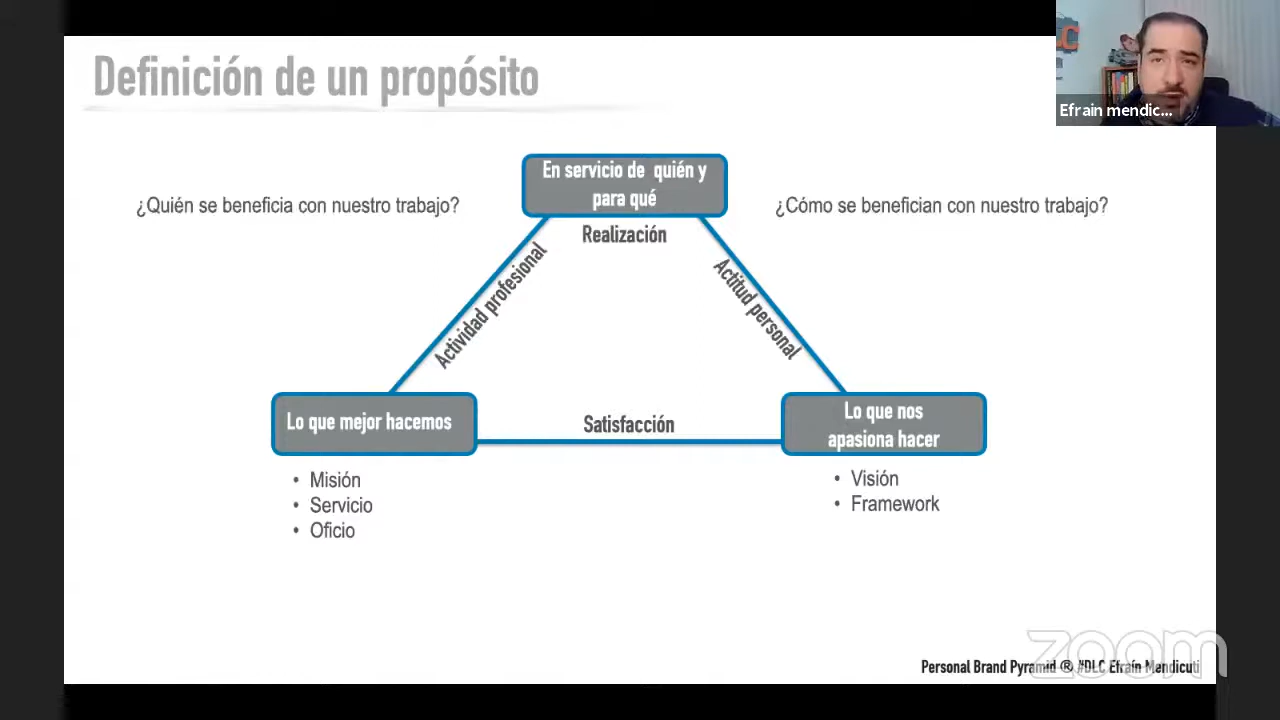 Definición de un propósito
Efrain mendic...
En servicio de quién y
para qué
¿Quién se beneficia con nuestro trabajo?
¿Cómo se benefician con nuestro trabajo?
Realización
Actividad profesional
Actitud personal
Lo que mejor hacemos
Satisfacción
Lo que nos
apasiona hacer
• Misión
• Servicio
• Oficio
• Visión
• Framework
zoom
Personal Brand Pyramid ® #DLC Efraín Mendicuti